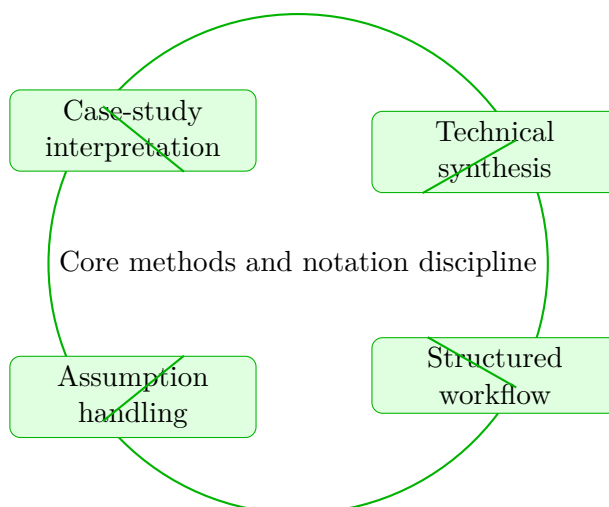 Case-study
interpretation
Technical
synthesis
Core methods and notation discipline
Assumption
handling
Structured
workflow